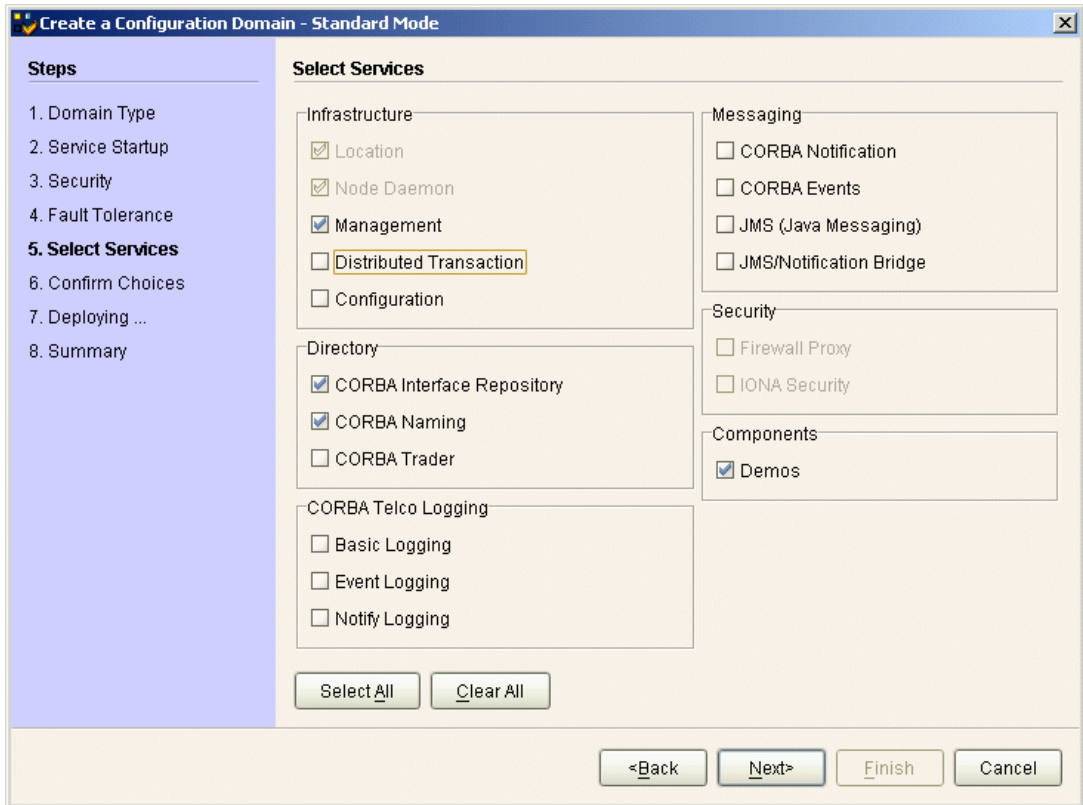 Create a Configuration Domain - Standard Mode
Steps
1. Domain Type
2. Service Startup
3. Security
4. Fault Tolerance
5. Select Services
6. Confirm Choices
7. Deploying ...
8. Summary
Select Services
Infrastructure
Location
Node Daemon
Management
Distributed Transaction
Configuration
Directory
CORBA Interface Repository
CORBA Naming
CORBA Trader
CORBA Telco Logging
Basic Logging
Event Logging
Notify Logging
Messaging
CORBA Notification
CORBA Events
JMS (Java Messaging)
JMS/Notification Bridge
Security
Firewall Proxy
IONA Security
Components
Demos
Select All
Clear All
<Back
Next>
Finish
Cancel